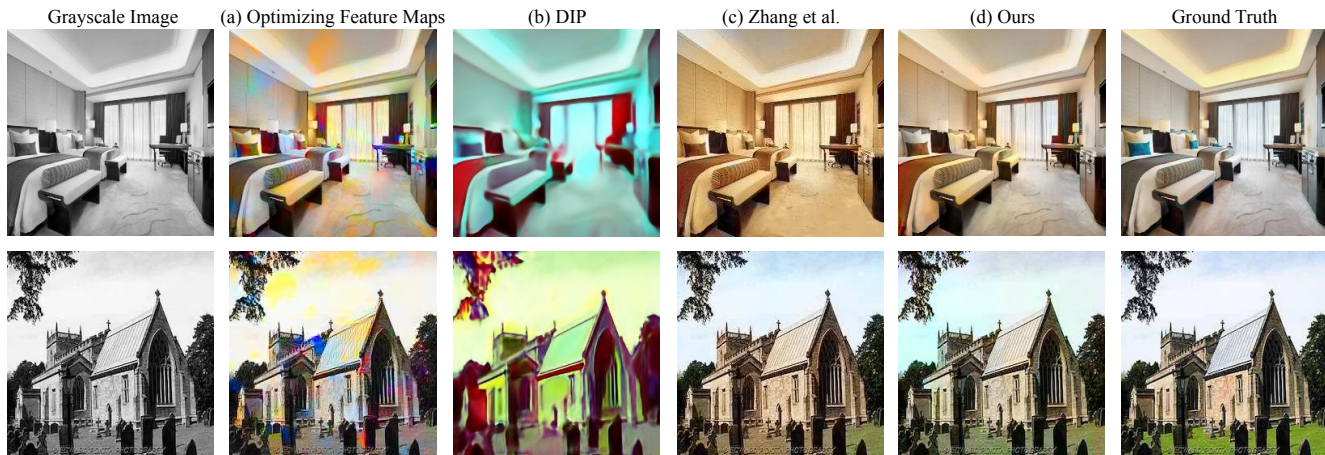 Grayscale Image
(a) Optimizing Feature Maps
(b) DIP
(c) Zhang et al.
(d) Ours
Ground Truth